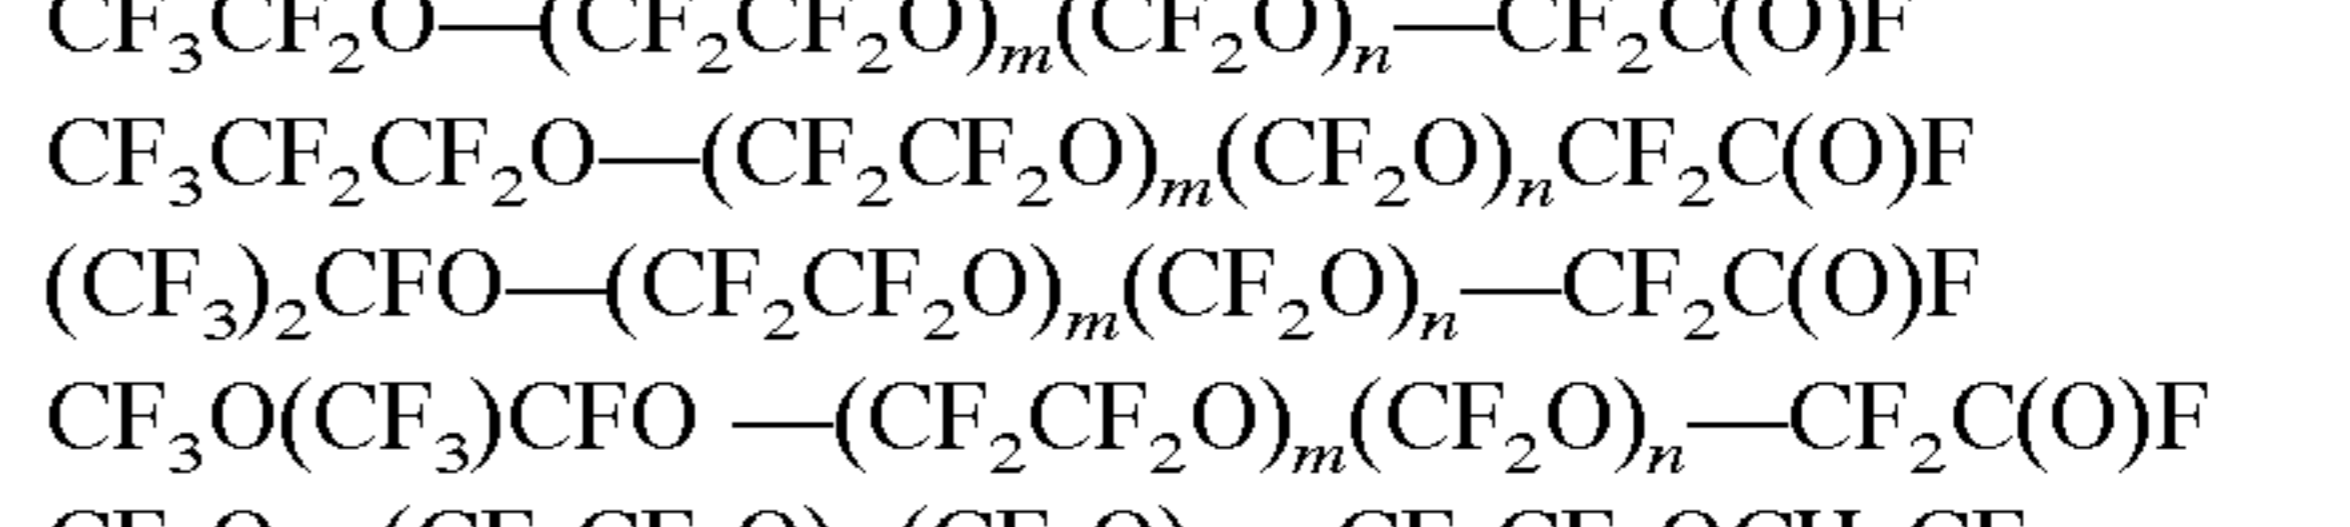 CF₃CF₂O—(CF₂CF₂O)ₘ(CF₂O)ₙ—CF₂C(O)F
CF₃CF₂CF₂O—(CF₂CF₂O)ₘ(CF₂O)ₙCF₂C(O)F
(CF₃)₂CFO—(CF₂CF₂O)ₘ(CF₂O)ₙ—CF₂C(O)F
CF₃O(CF₃)CFO —(CF₂CF₂O)ₘ(CF₂O)ₙ—CF₂C(O)F